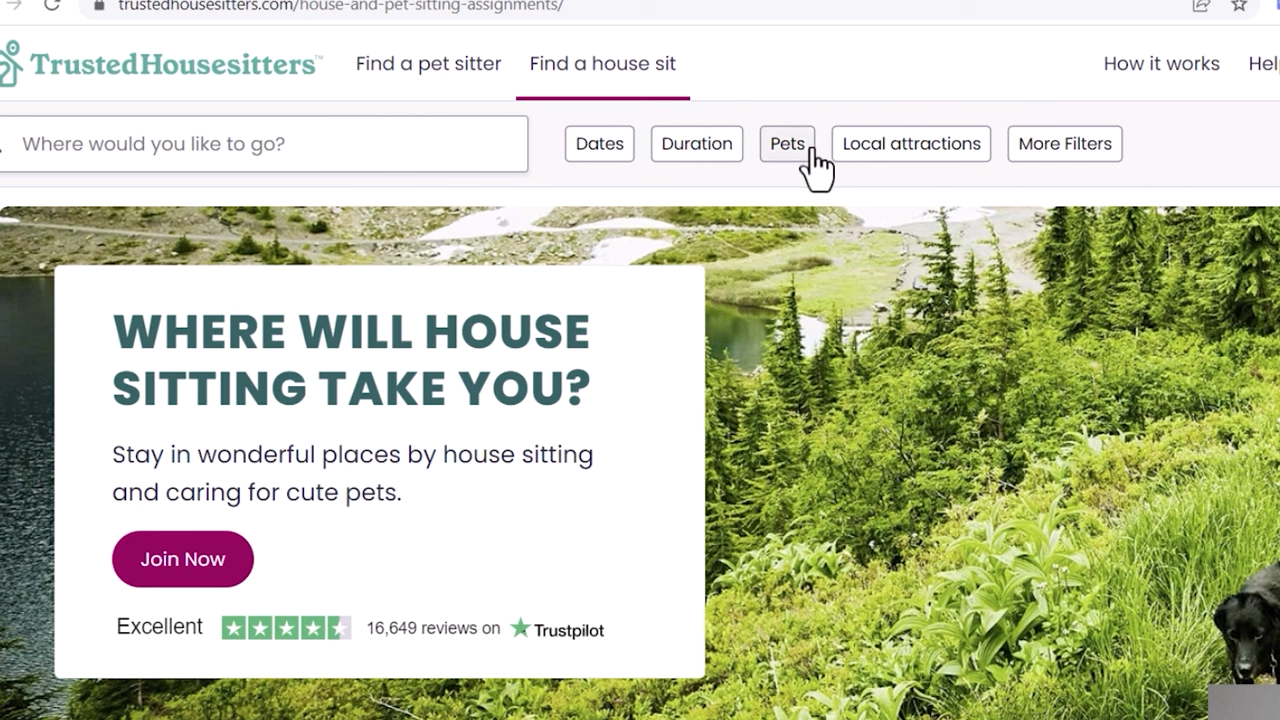 trustedhousesitters.com/house-and-pet-sitting-assignments/
TrustedHousesitters™
Find a pet sitter
Find a house sit
How it works
Where would you like to go?
Dates
Duration
Pets
Local attractions
More Filters
WHERE WILL HOUSE
SITTING TAKE YOU?
Stay in wonderful places by house sitting
and caring for cute pets.
Join Now
Excellent
16,649 reviews on
Trustpilot